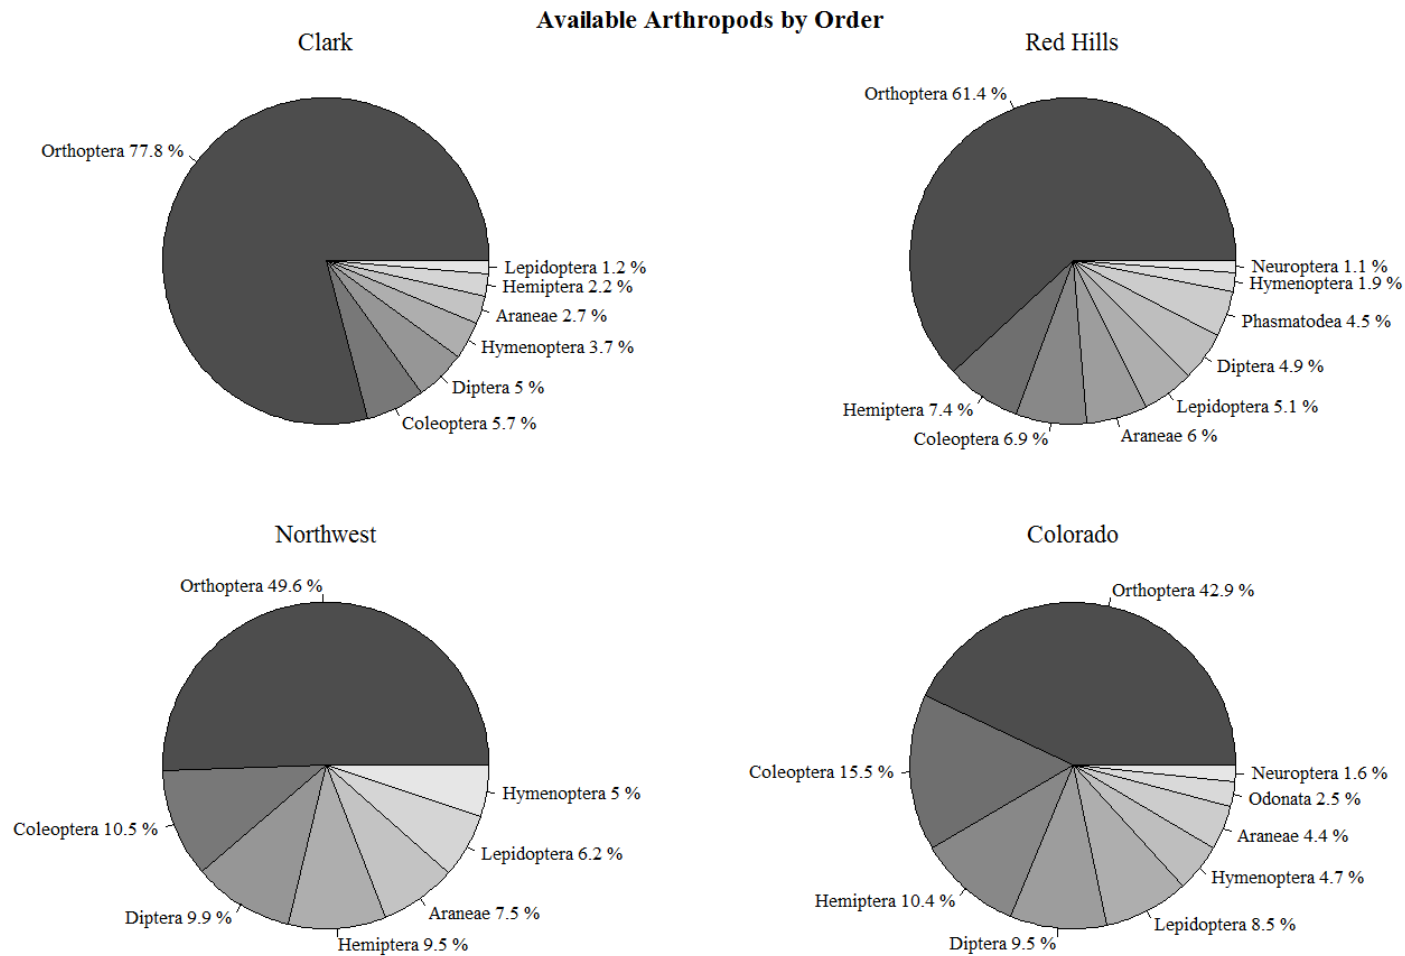 Available Arthropods by Order
Clark
Orthoptera 77.8 %
Lepidoptera 1.2 %
Hemiptera 2.2 %
Araneae 2.7 %
Hymenoptera 3.7 %
Diptera 5 %
Coleoptera 5.7 %
Red Hills
Orthoptera 61.4 %
Neuroptera 1.1 %
Hymenoptera 1.9 %
Phasmatodea 4.5 %
Diptera 4.9 %
Lepidoptera 5.1 %
Araneae 6 %
Coleoptera 6.9 %
Hemiptera 7.4 %
Northwest
Orthoptera 49.6 %
Hymenoptera 5 %
Lepidoptera 6.2 %
Araneae 7.5 %
Hemiptera 9.5 %
Diptera 9.9 %
Coleoptera 10.5 %
Colorado
Orthoptera 42.9 %
Neuroptera 1.6 %
Odonata 2.5 %
Araneae 4.4 %
Hymenoptera 4.7 %
Lepidoptera 8.5 %
Diptera 9.5 %
Hemiptera 10.4 %
Coleoptera 15.5 %